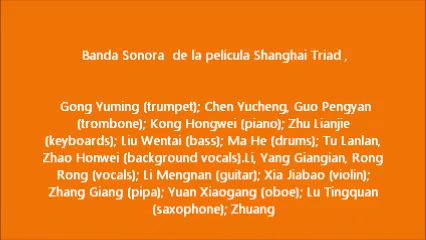 Banda Sonora  de la pelicula Shanghai Triad ,
Gong Yuming (trumpet); Chen Yucheng, Guo Pengyan
(trombone); Kong Hongwei (piano); Zhu Lianjie
(keyboards); Liu Wentai (bass); Ma He (drums); Tu Lanlan,
Zhao Honwei (background vocals).Li, Yang Giangian, Rong
Rong (vocals); Li Mengnan (guitar); Xia Jiabao (violin);
Zhang Giang (pipa); Yuan Xiaogang (oboe); Lu Tingquan
(saxophone); Zhuang